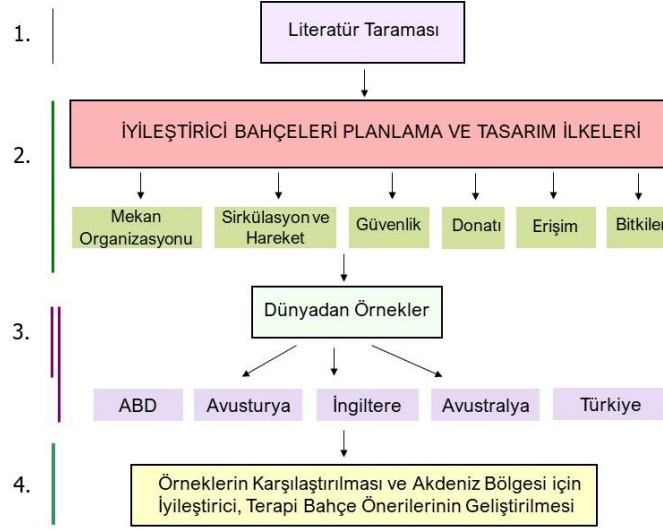 1.
Literatür Taraması
2.
İYİLEŞTİRİCİ BAHÇELERİ PLANLAMA VE TASARIM İLKELERİ
Mekan
Organizasyonu
Sirkülasyon ve
Hareket
Güvenlik
Donatı
Erişim
Bitkiler
3.
Dünyadan Örnekler
ABD
Avusturya
İngiltere
Avustralya
Türkiye
4.
Örneklerin Karşılaştırılması ve Akdeniz Bölgesi için
İyileştirici, Terapi Bahçe Önerilerinin Geliştirilmesi